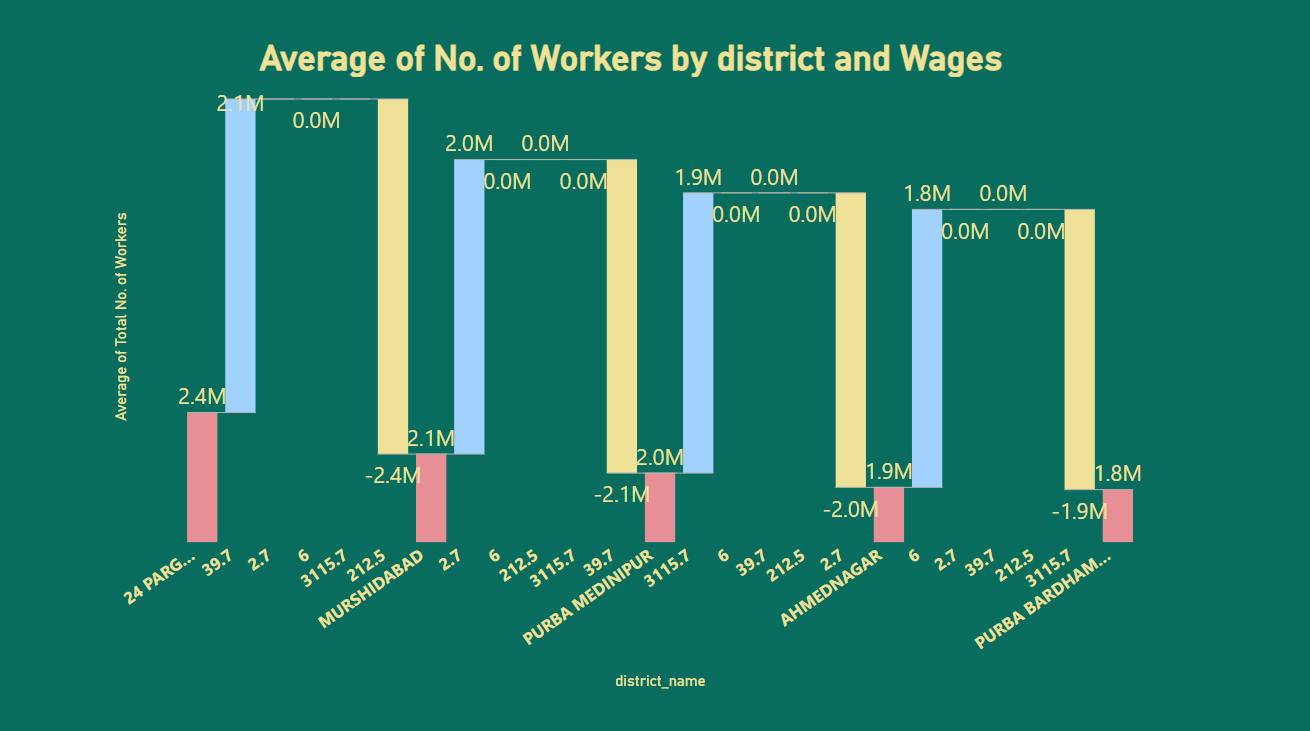 Average of No. of Workers by district and Wages
2.1M
0.0M
2.0M
0.0M
0.0M
0.0M
1.9M
0.0M
0.0M
0.0M
1.8M
0.0M
0.0M
0.0M
Average of Total No. of Workers
2.4M
2.1M
-2.4M
2.0M
-2.1M
1.9M
-2.0M
1.8M
-1.9M
24 PARG...
39.7
2.7
6
3115.7
212.5
MURSHIDABAD
2.7
6
212.5
3115.7
39.7
PURBA MEDINIPUR
3115.7
6
39.7
212.5
2.7
AHMEDNAGAR
6
2.7
39.7
212.5
3115.7
PURBA BARDHAM...
district_name